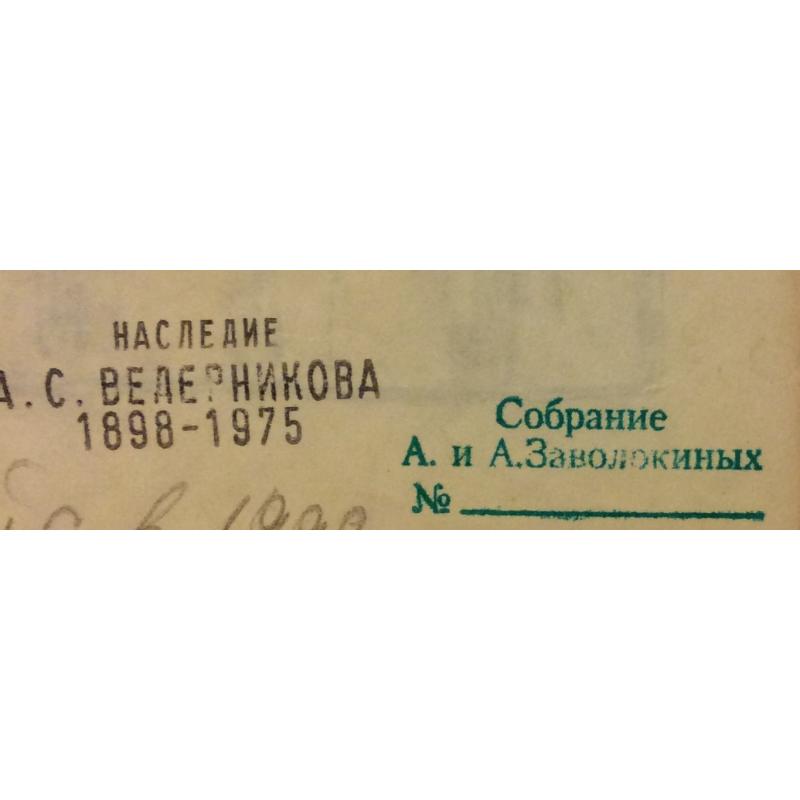 НАСЛЕДИЕ
А.С. ВЕДЕРНИКОВА
1898-1975
Собрание
А. и А.Заволокиных
№